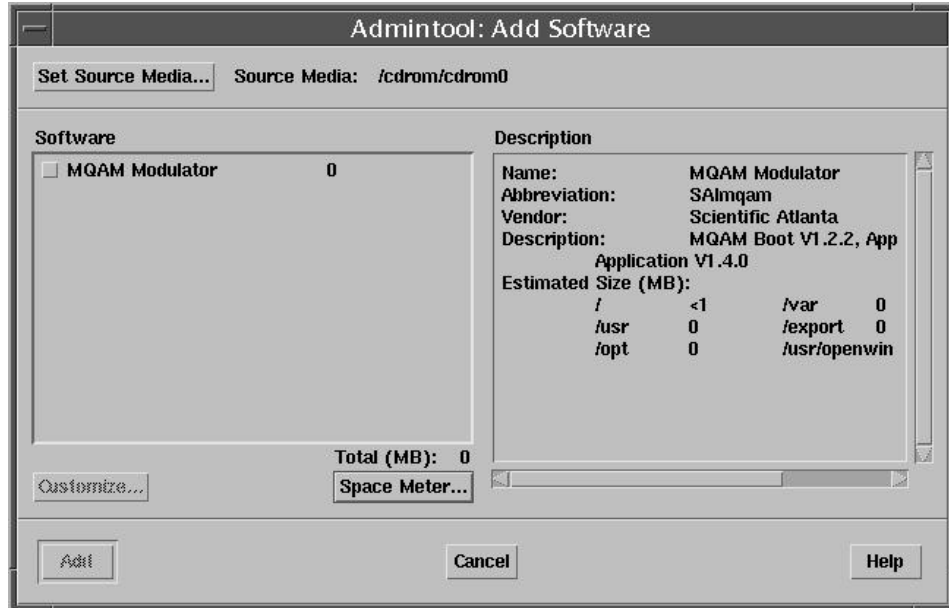 Admintool: Add Software
Set Source Media... Source Media: /cdrom/cdrom0
Software
MQAM Modulator 0
Total (MB): 0
Customize... Space Meter...
Description
Name: MQAM Modulator
Abbreviation: SAImqam
Vendor: Scientific Atlanta
Description: MQAM Boot V1.2.2, App
Application V1.4.0
Estimated Size (MB):
/ <1 /var 0
/usr 0 /export 0
/opt 0 /usr/openwin
Add Cancel Help